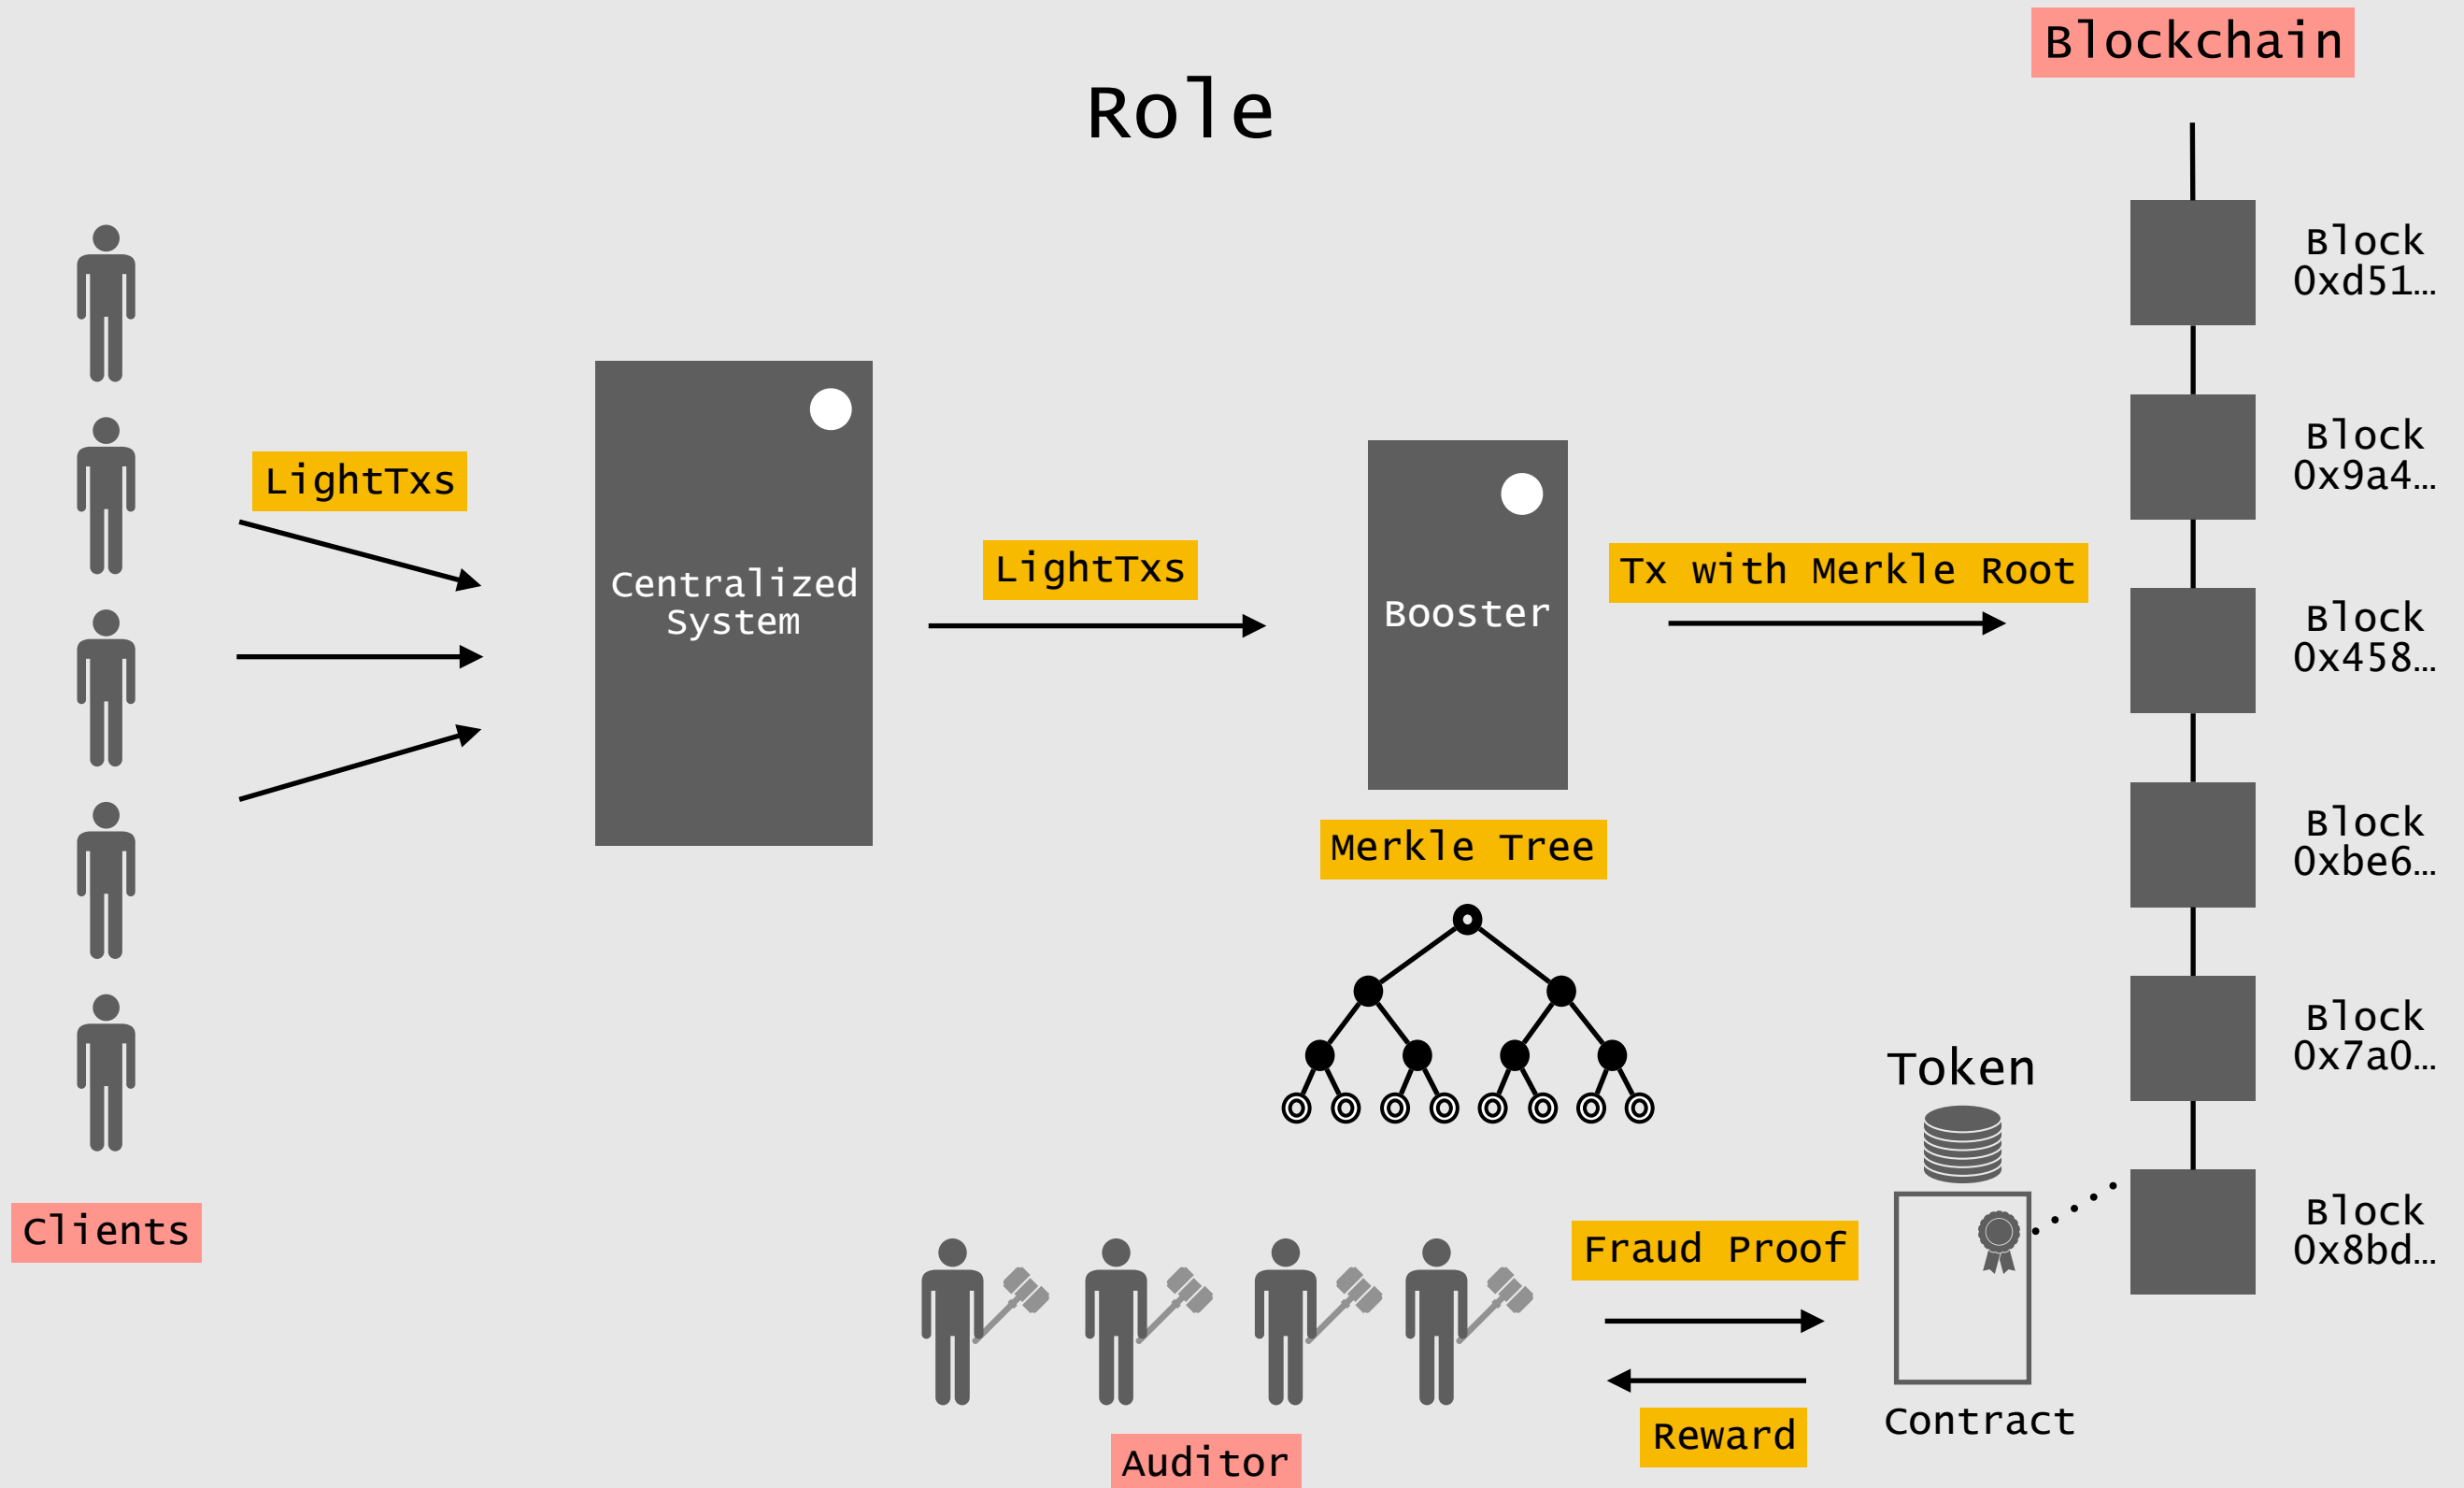 Role
Blockchain
LightTxs
Centralized
System
LightTxs
Booster
Tx with Merkle Root
Merkle Tree
Block
0xd51…
Block
0x9a4…
Block
0x458…
Block
0xbe6…
Block
0x7a0…
Block
0x8bd…
Clients
Token
Fraud Proof
Reward
Contract
Auditor